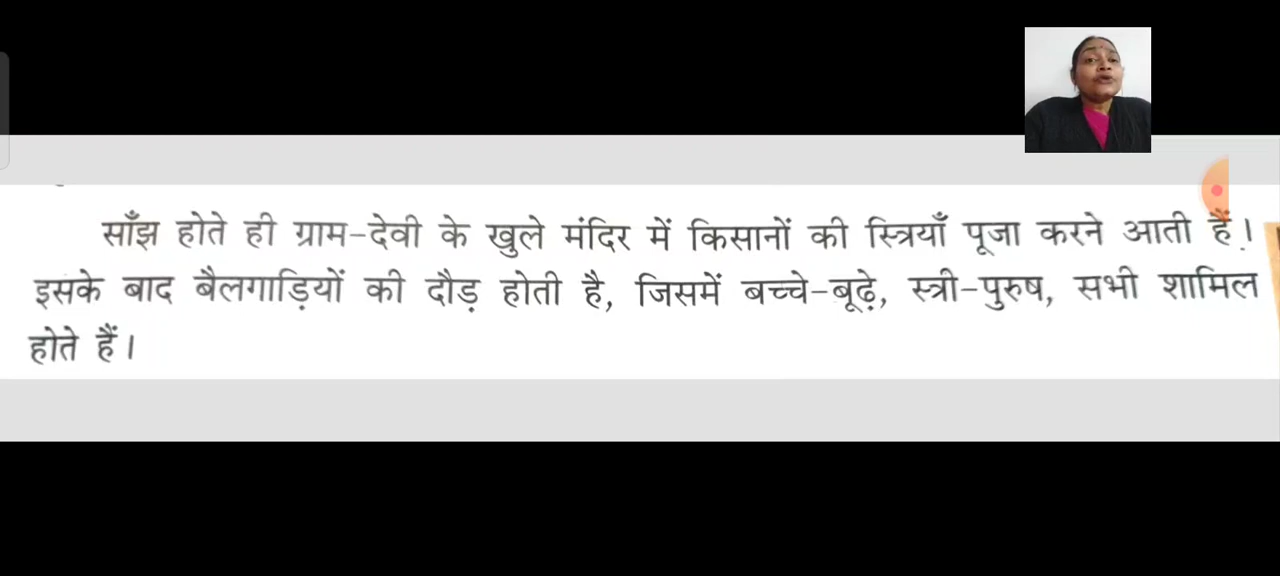 साँझ होते ही ग्राम-देवी के खुले मंदिर में किसानों की स्त्रियाँ पूजा करने आती हैं।
इसके बाद बैलगाड़ियों की दौड़ होती है, जिसमें बच्चे-बूढ़े, स्त्री-पुरुष, सभी शामिल
होते हैं।